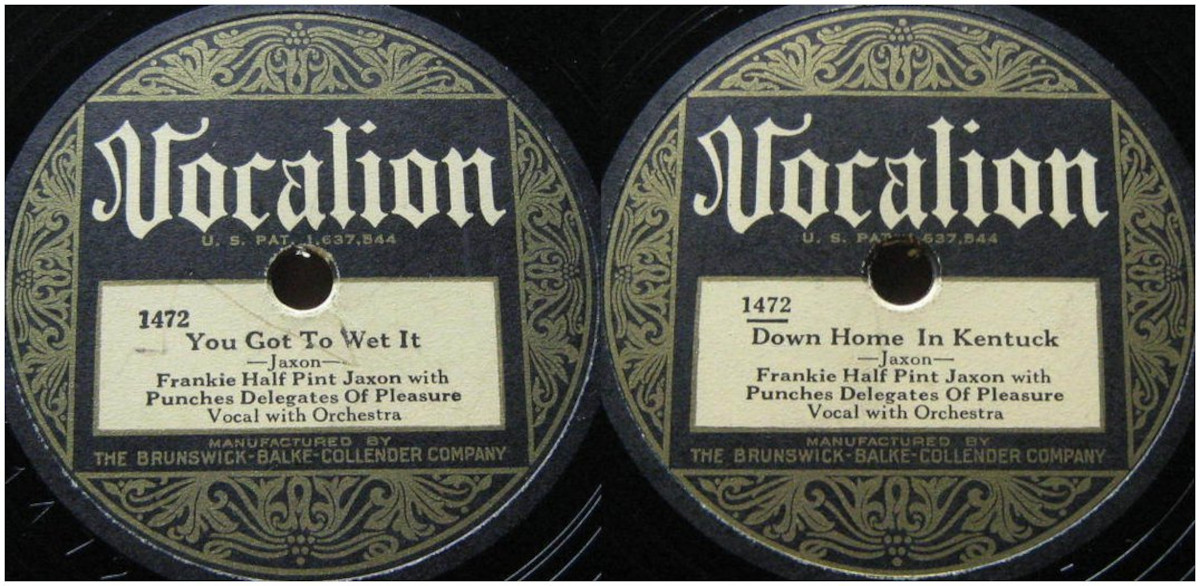 Vocalion
U. S. PAT. 1,637,544
1472
You Got To Wet It
—Jaxon—
Frankie Half Pint Jaxon with
Punches Delegates Of Pleasure
Vocal with Orchestra
MANUFACTURED BY
THE BRUNSWICK-BALKE-COLLENDER COMPANY
Vocalion
U. S. PAT. 1,637,544
1472
Down Home In Kentuck
—Jaxon—
Frankie Half Pint Jaxon with
Punches Delegates Of Pleasure
Vocal with Orchestra
MANUFACTURED BY
THE BRUNSWICK-BALKE-COLLENDER COMPANY